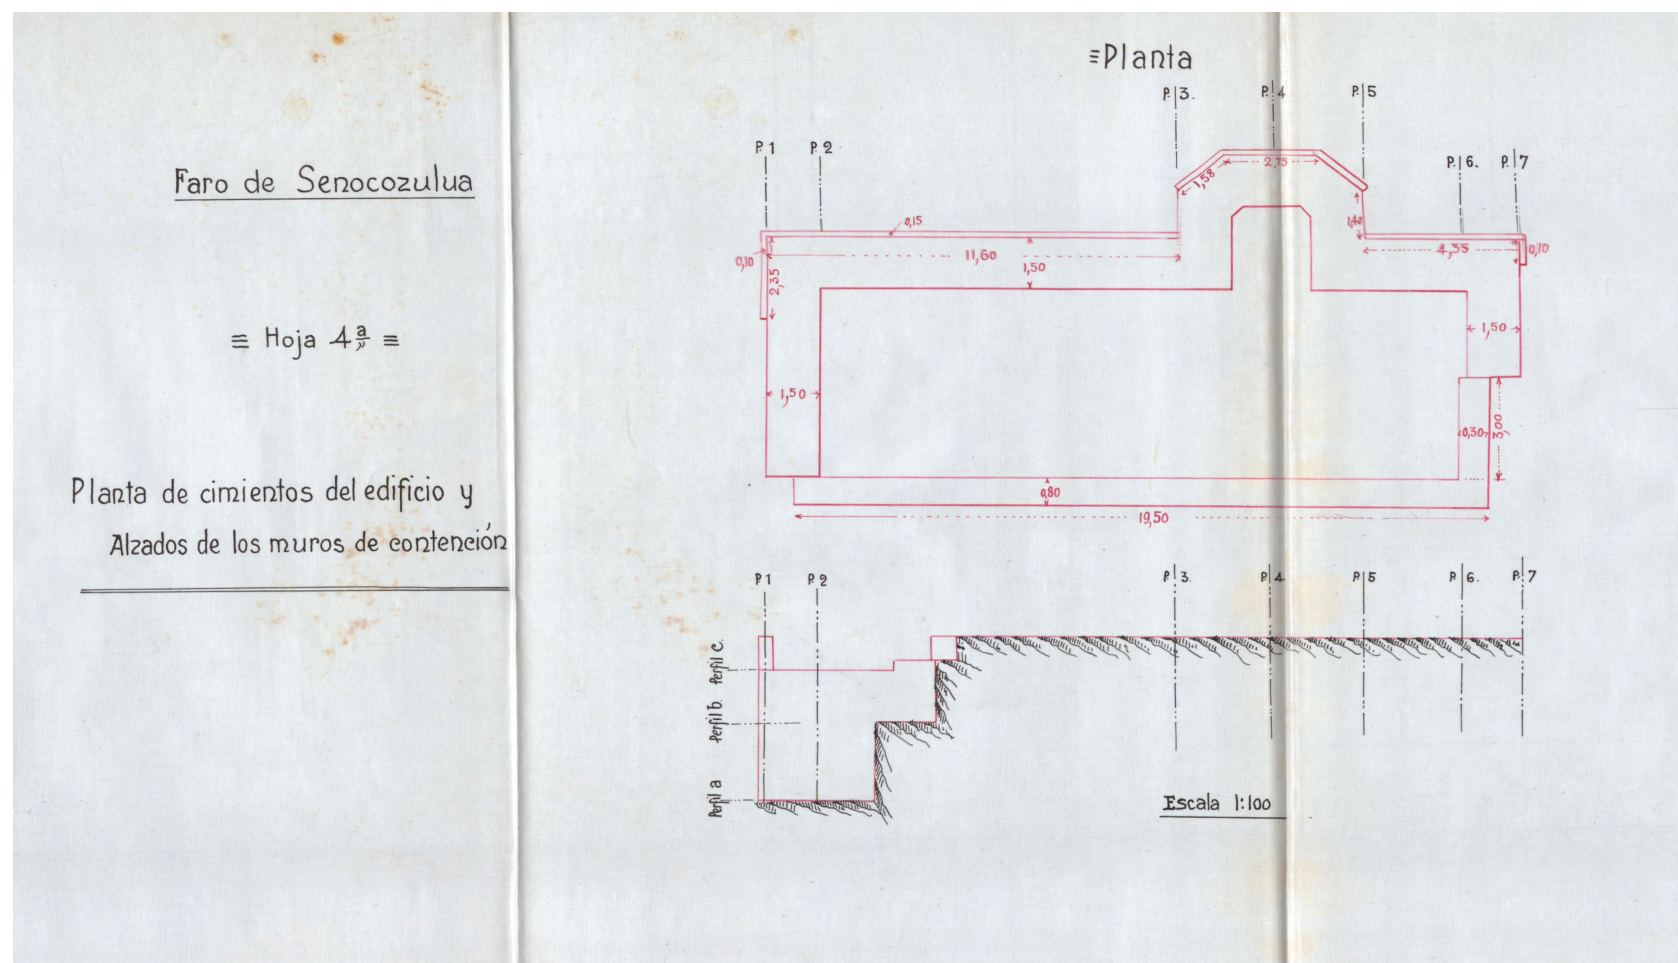 Faro de Senocozulua
≡ Hoja 4ª ≡
Planta de cimientos del edificio y
Alzados de los muros de contención
=Planta
P. 3. P. 4 P. 5
P. 1 P. 2 P. 6. P. 7
2,75
1,58
0,15
1,40
0,10 11,60 4,35 0,10
1,50
2,35
1,50
1,50
0,30 3,00
0,80
19,50
P 1 P. 2 P. 3. P. 4 P. 5 P. 6. P. 7
Perfil c.
Perfil b.
Perfil a
Escala 1:100